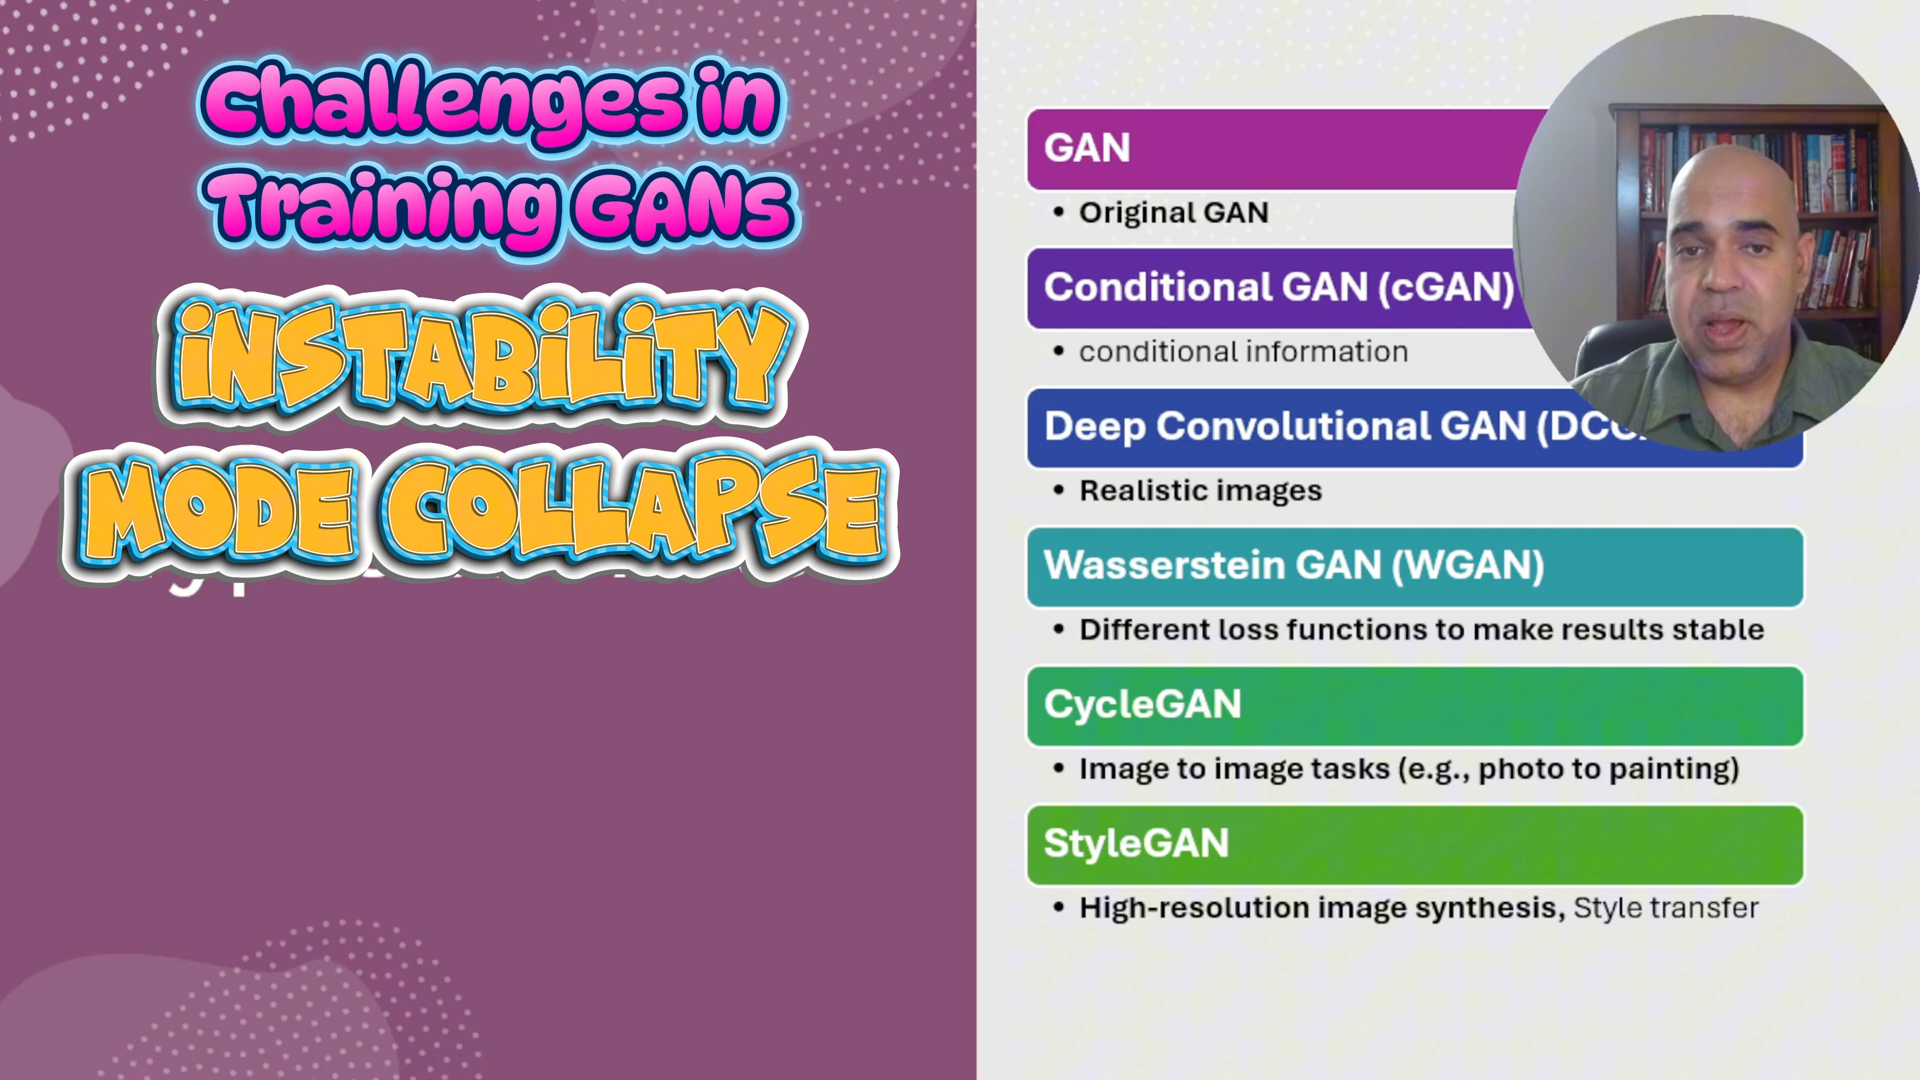 Challenges in
Training GANs
INSTABILITY
MODE COLLAPSE
GAN
• Original GAN
Conditional GAN (cGAN)
• conditional information
Deep Convolutional GAN
• Realistic images
Wasserstein GAN (WGAN)
• Different loss functions to make results stable
CycleGAN
• Image to image tasks (e.g., photo to painting)
StyleGAN
• High-resolution image synthesis, Style transfer